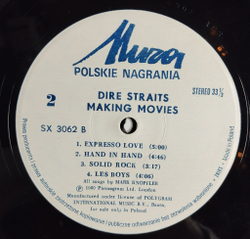 Muza
POLSKIE NAGRANIA
STEREO 33⅓
2
DIRE STRAITS
MAKING MOVIES
SX 3062 B
1. EXPRESSO LOVE (5:00)
2. HAND IN HAND (4:46)
3. SOLID ROCK (3:17)
4. LES BOYS (4:06)
All songs by MARK KNOPFLER
℗ 1980 Phonogram Ltd. London
Manufactured under license of POLYGRAM
INTERNATIONAL MUSIC B.V., Baarn,
for sale only in Poland